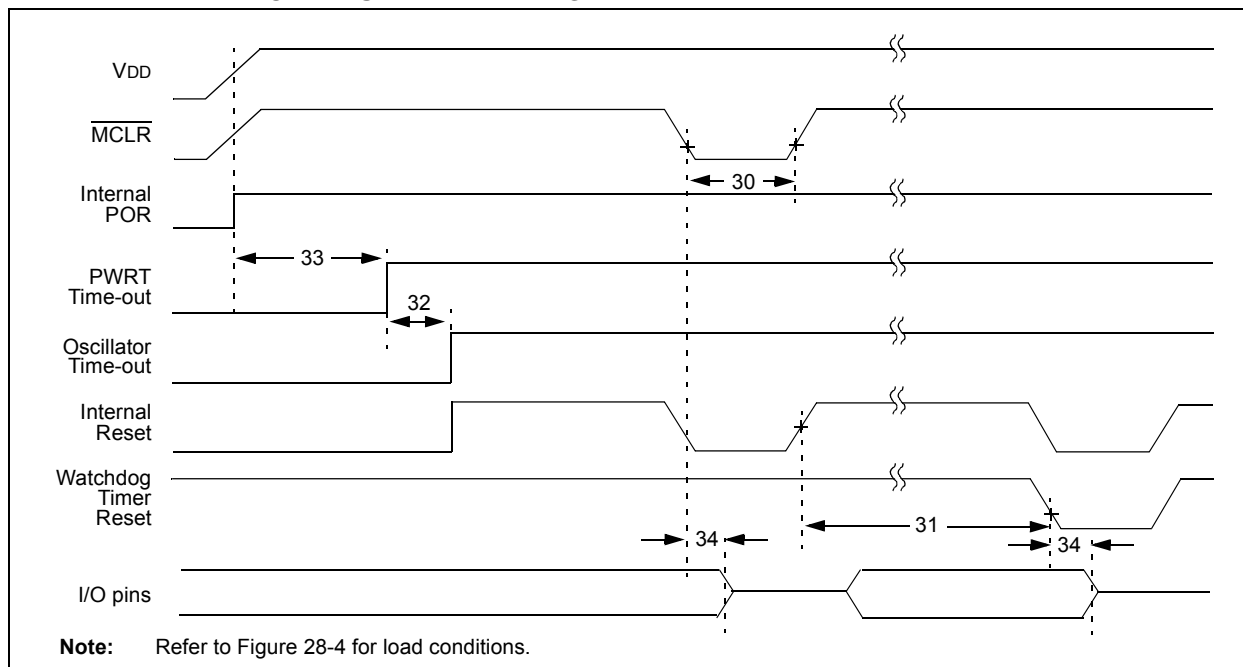 VDD
MCLR
30
Internal
POR
33
PWRT
Time-out
32
Oscillator
Time-out
Internal
Reset
Watchdog
Timer
Reset
31
34
34
I/O pins
Note: Refer to Figure 28-4 for load conditions.